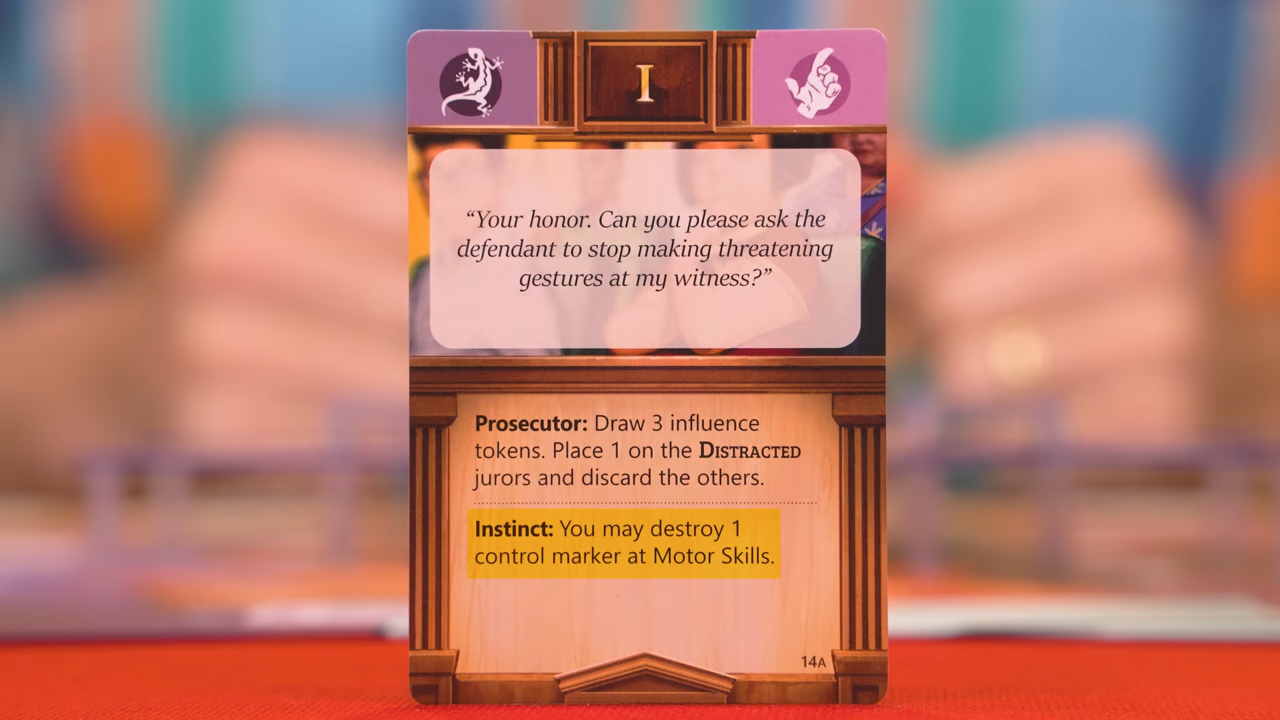 I
“Your honor. Can you please ask the
defendant to stop making threatening
gestures at my witness?”
Prosecutor: Draw 3 influence
tokens. Place 1 on the DISTRACTED
jurors and discard the others.
Instinct: You may destroy 1
control marker at Motor Skills.
14A